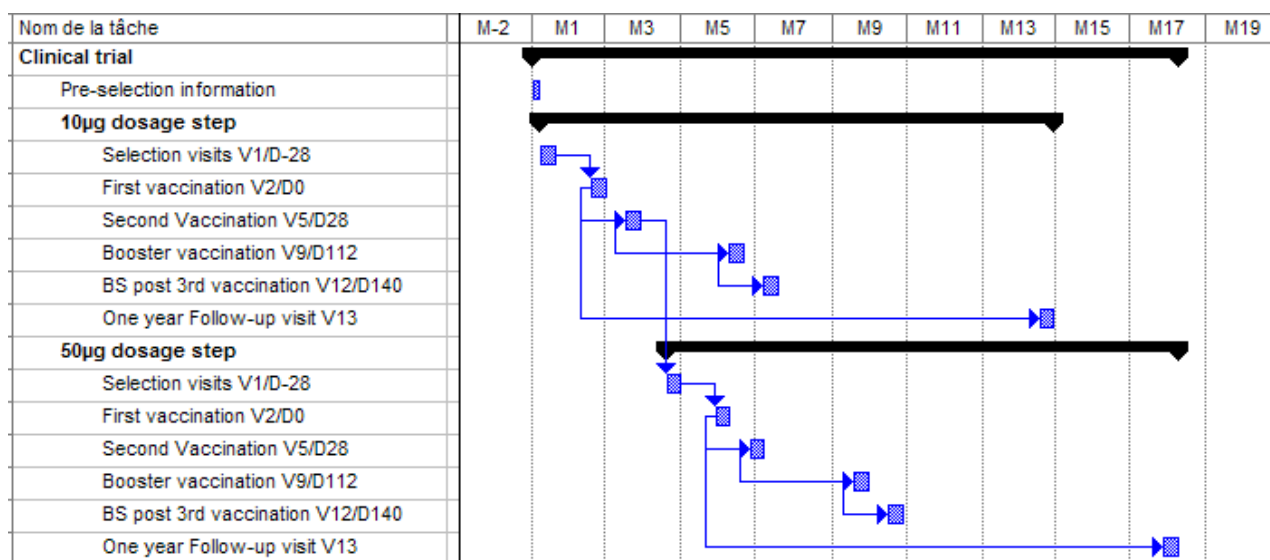 Nom de la tâche M-2 M1 M3 M5 M7 M9 M11 M13 M15 M17 M19
Clinical trial
Pre-selection information
10µg dosage step
Selection visits V1/D-28
First vaccination V2/D0
Second Vaccination V5/D28
Booster vaccination V9/D112
BS post 3rd vaccination V12/D140
One year Follow-up visit V13
50µg dosage step
Selection visits V1/D-28
First vaccination V2/D0
Second Vaccination V5/D28
Booster vaccination V9/D112
BS post 3rd vaccination V12/D140
One year Follow-up visit V13